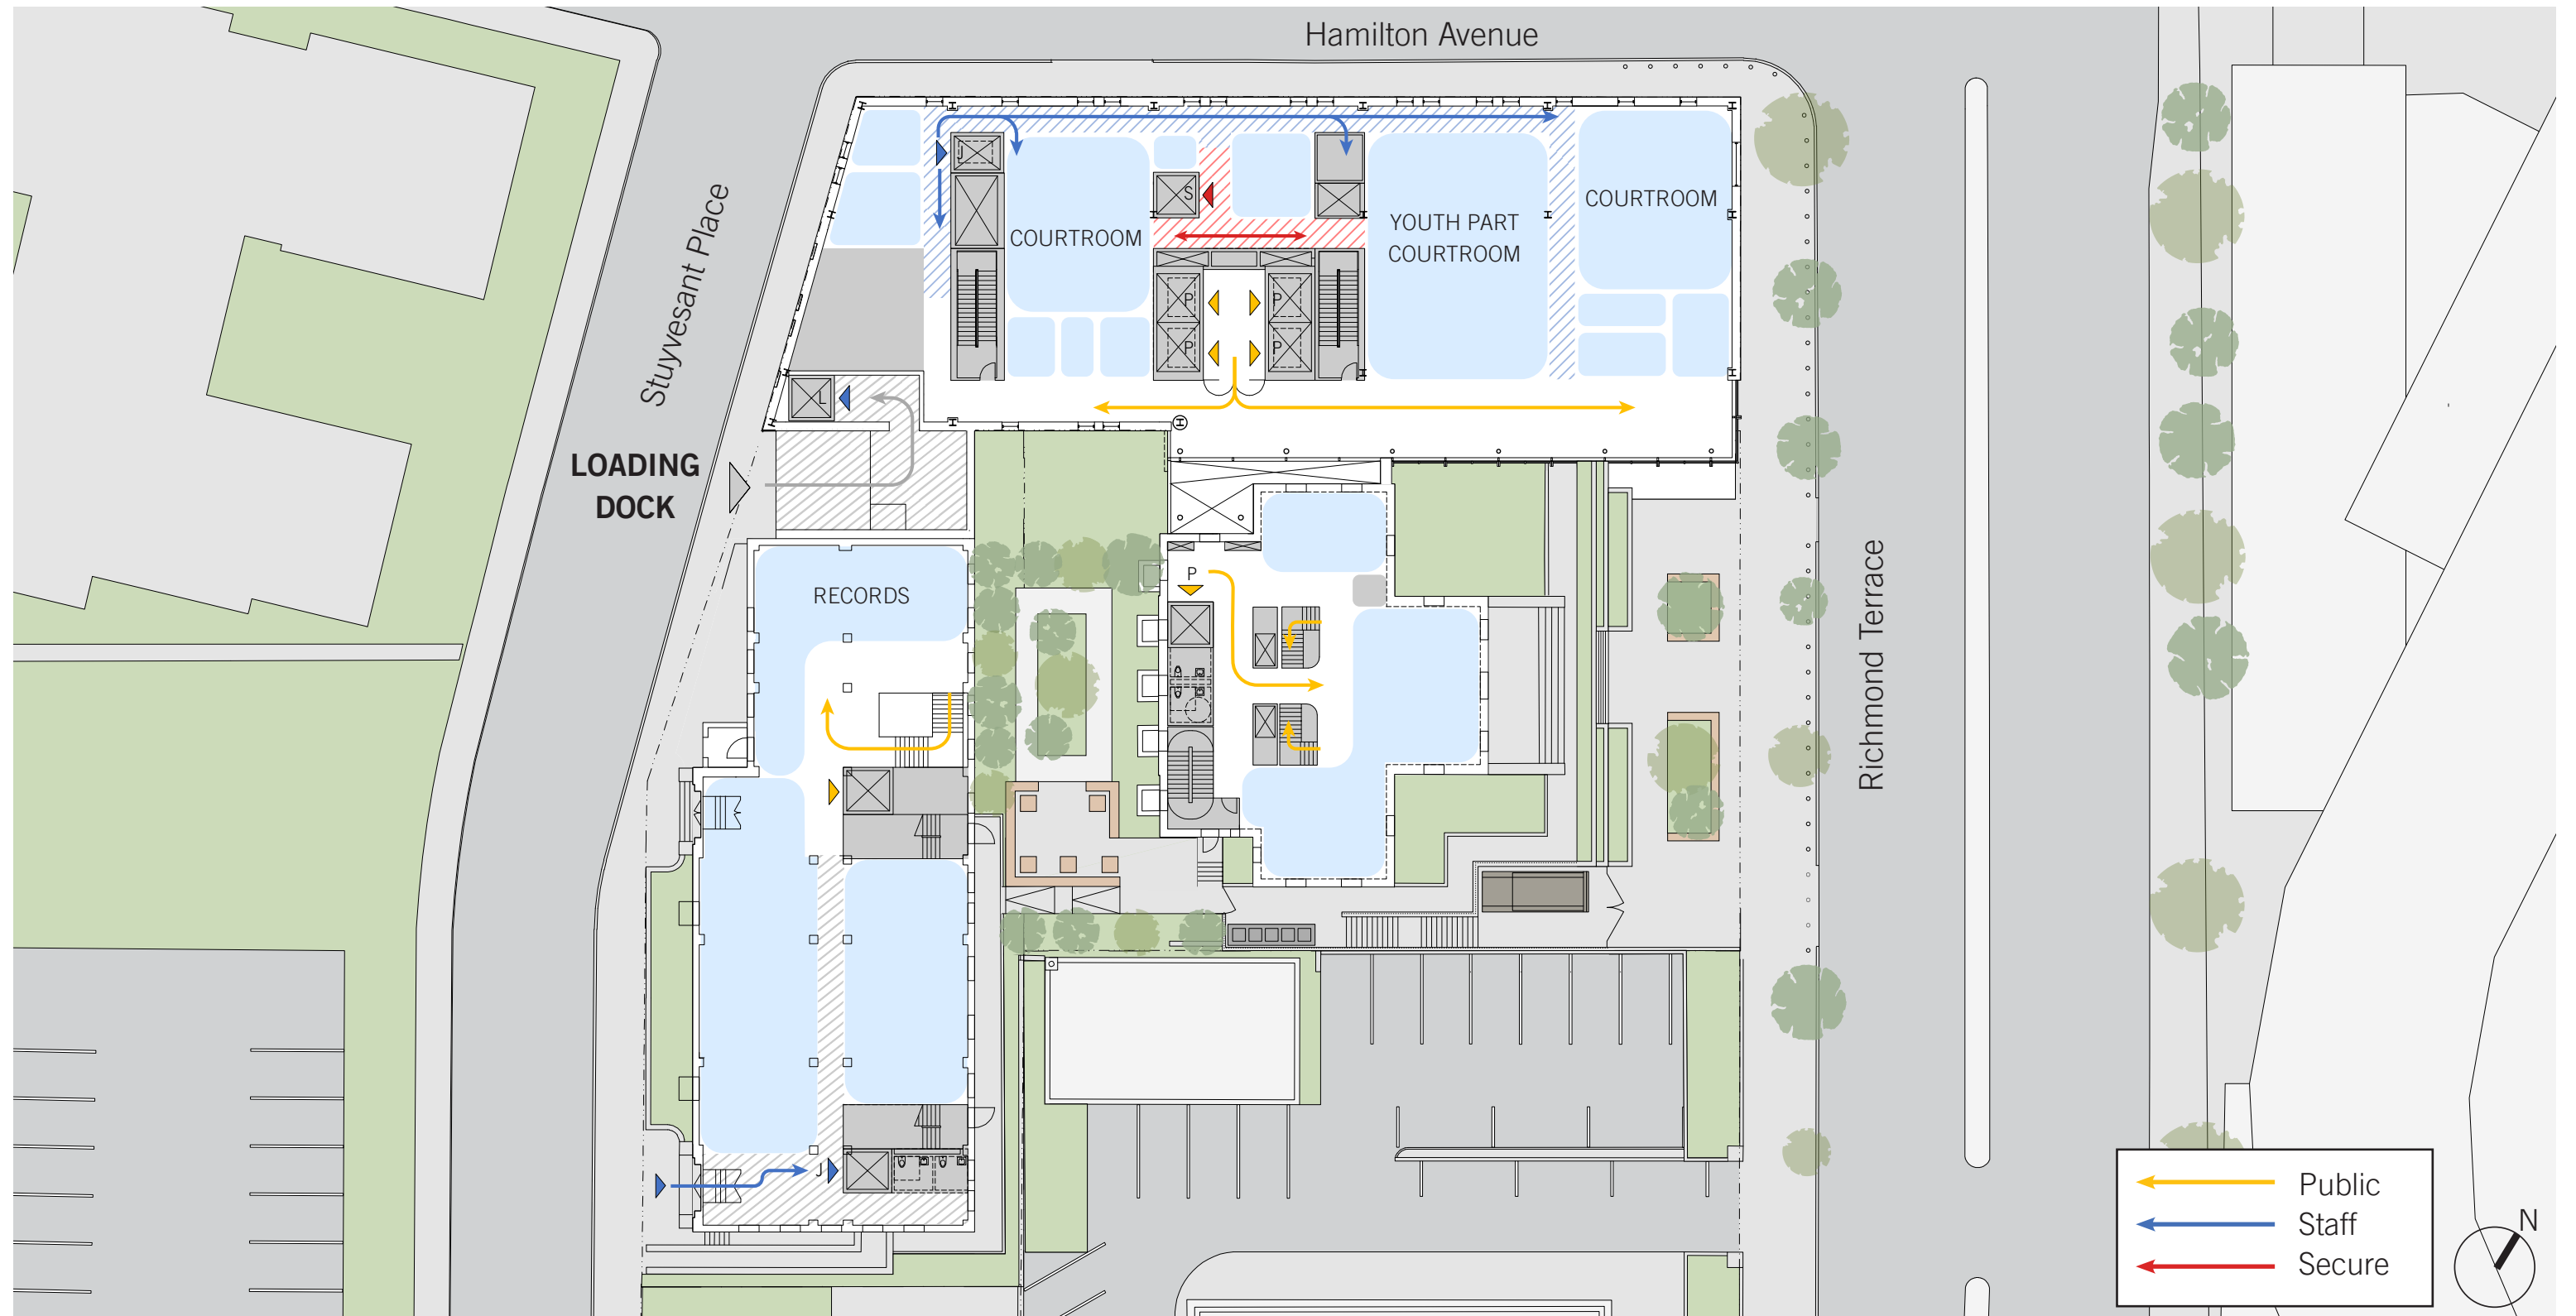 Hamilton Avenue
Stuyvesant Place
J
S
COURTROOM
YOUTH PART
COURTROOM
COURTROOM
P
P
P
P
L
LOADING
DOCK
RECORDS
P
Richmond Terrace
J
Public
Staff
Secure
N